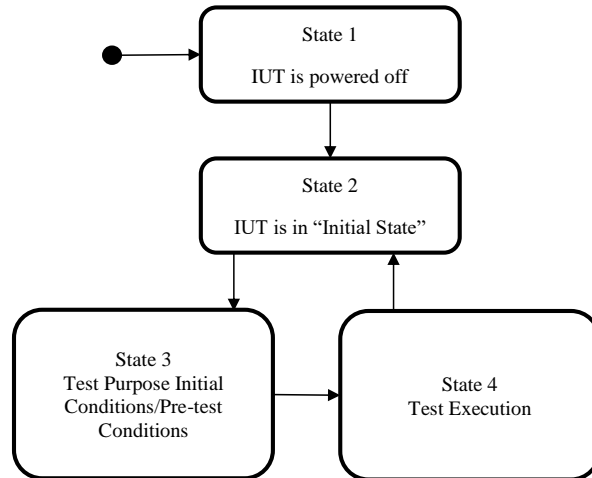 State 1
IUT is powered off
State 2
IUT is in “Initial State”
State 3
Test Purpose Initial
Conditions/Pre-test
Conditions
State 4
Test Execution